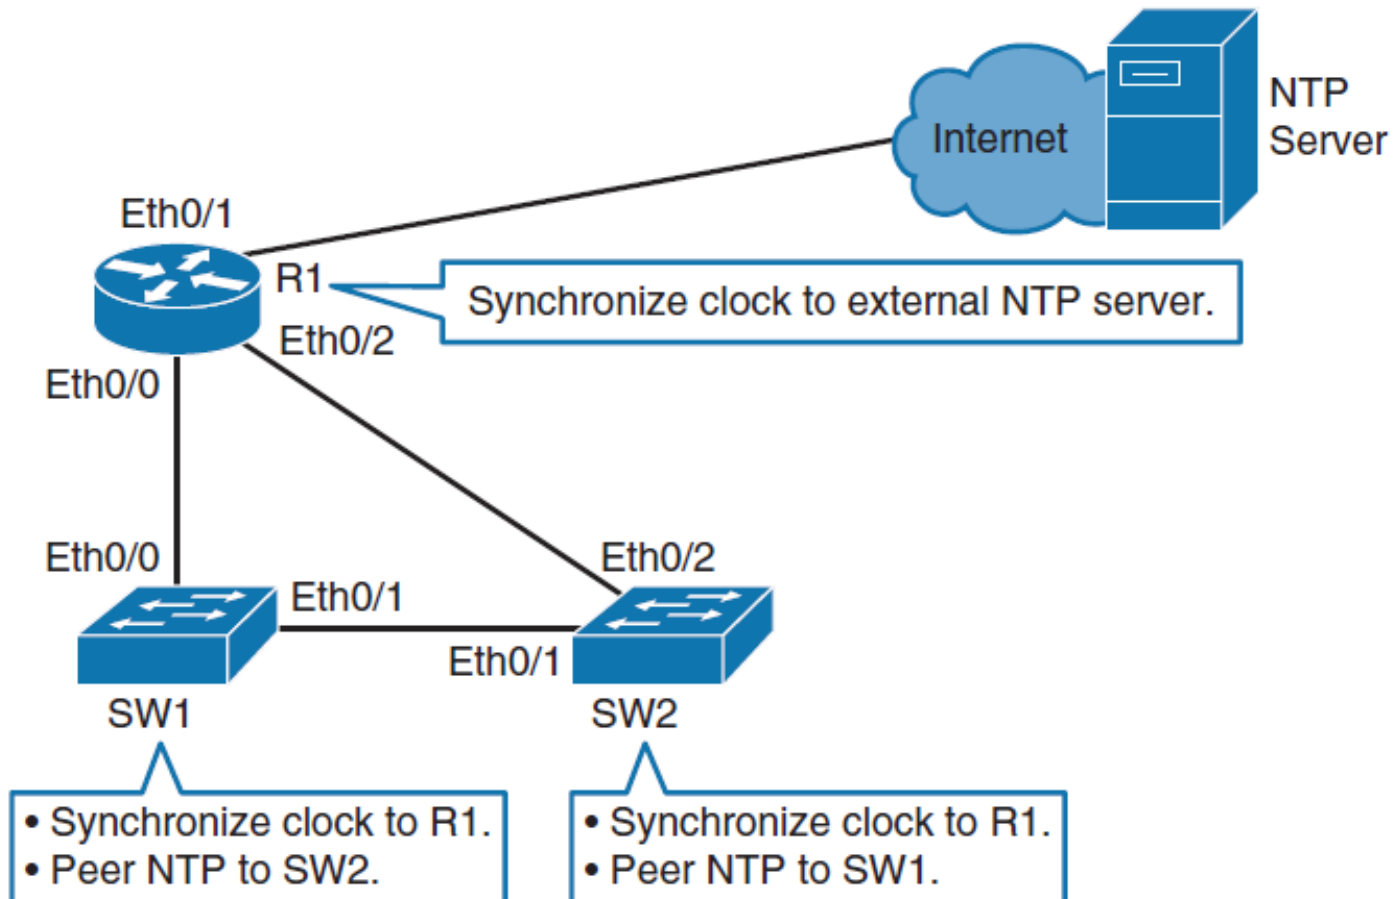 NTP
Server
Internet
Eth0/1
R1
Synchronize clock to external NTP server.
Eth0/2
Eth0/0
Eth0/0
Eth0/1
Eth0/2
Eth0/1
SW1
SW2
• Synchronize clock to R1.
• Peer NTP to SW2.
• Synchronize clock to R1.
• Peer NTP to SW1.